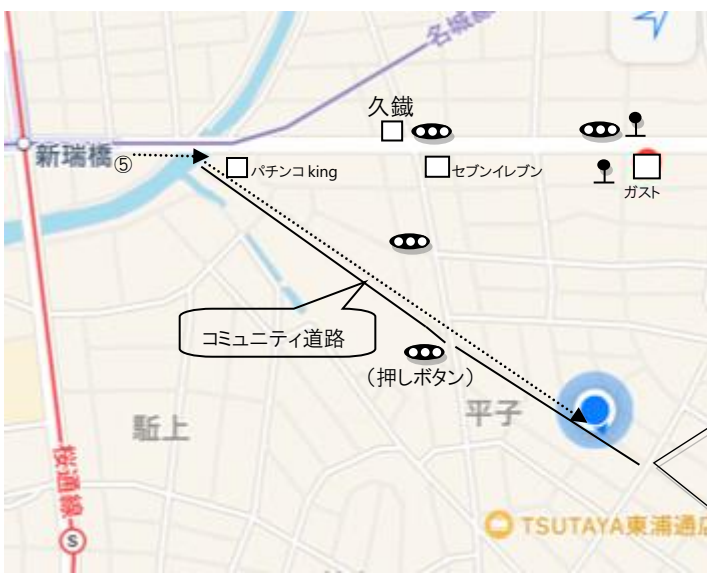 名城線
久鐡
新瑞橋
⑤
パチンコ king
セブンイレブン
ガスト
コミュニティ道路
(押しボタン)
平子
駈上
桜通線
S
TSUTAYA東浦通店